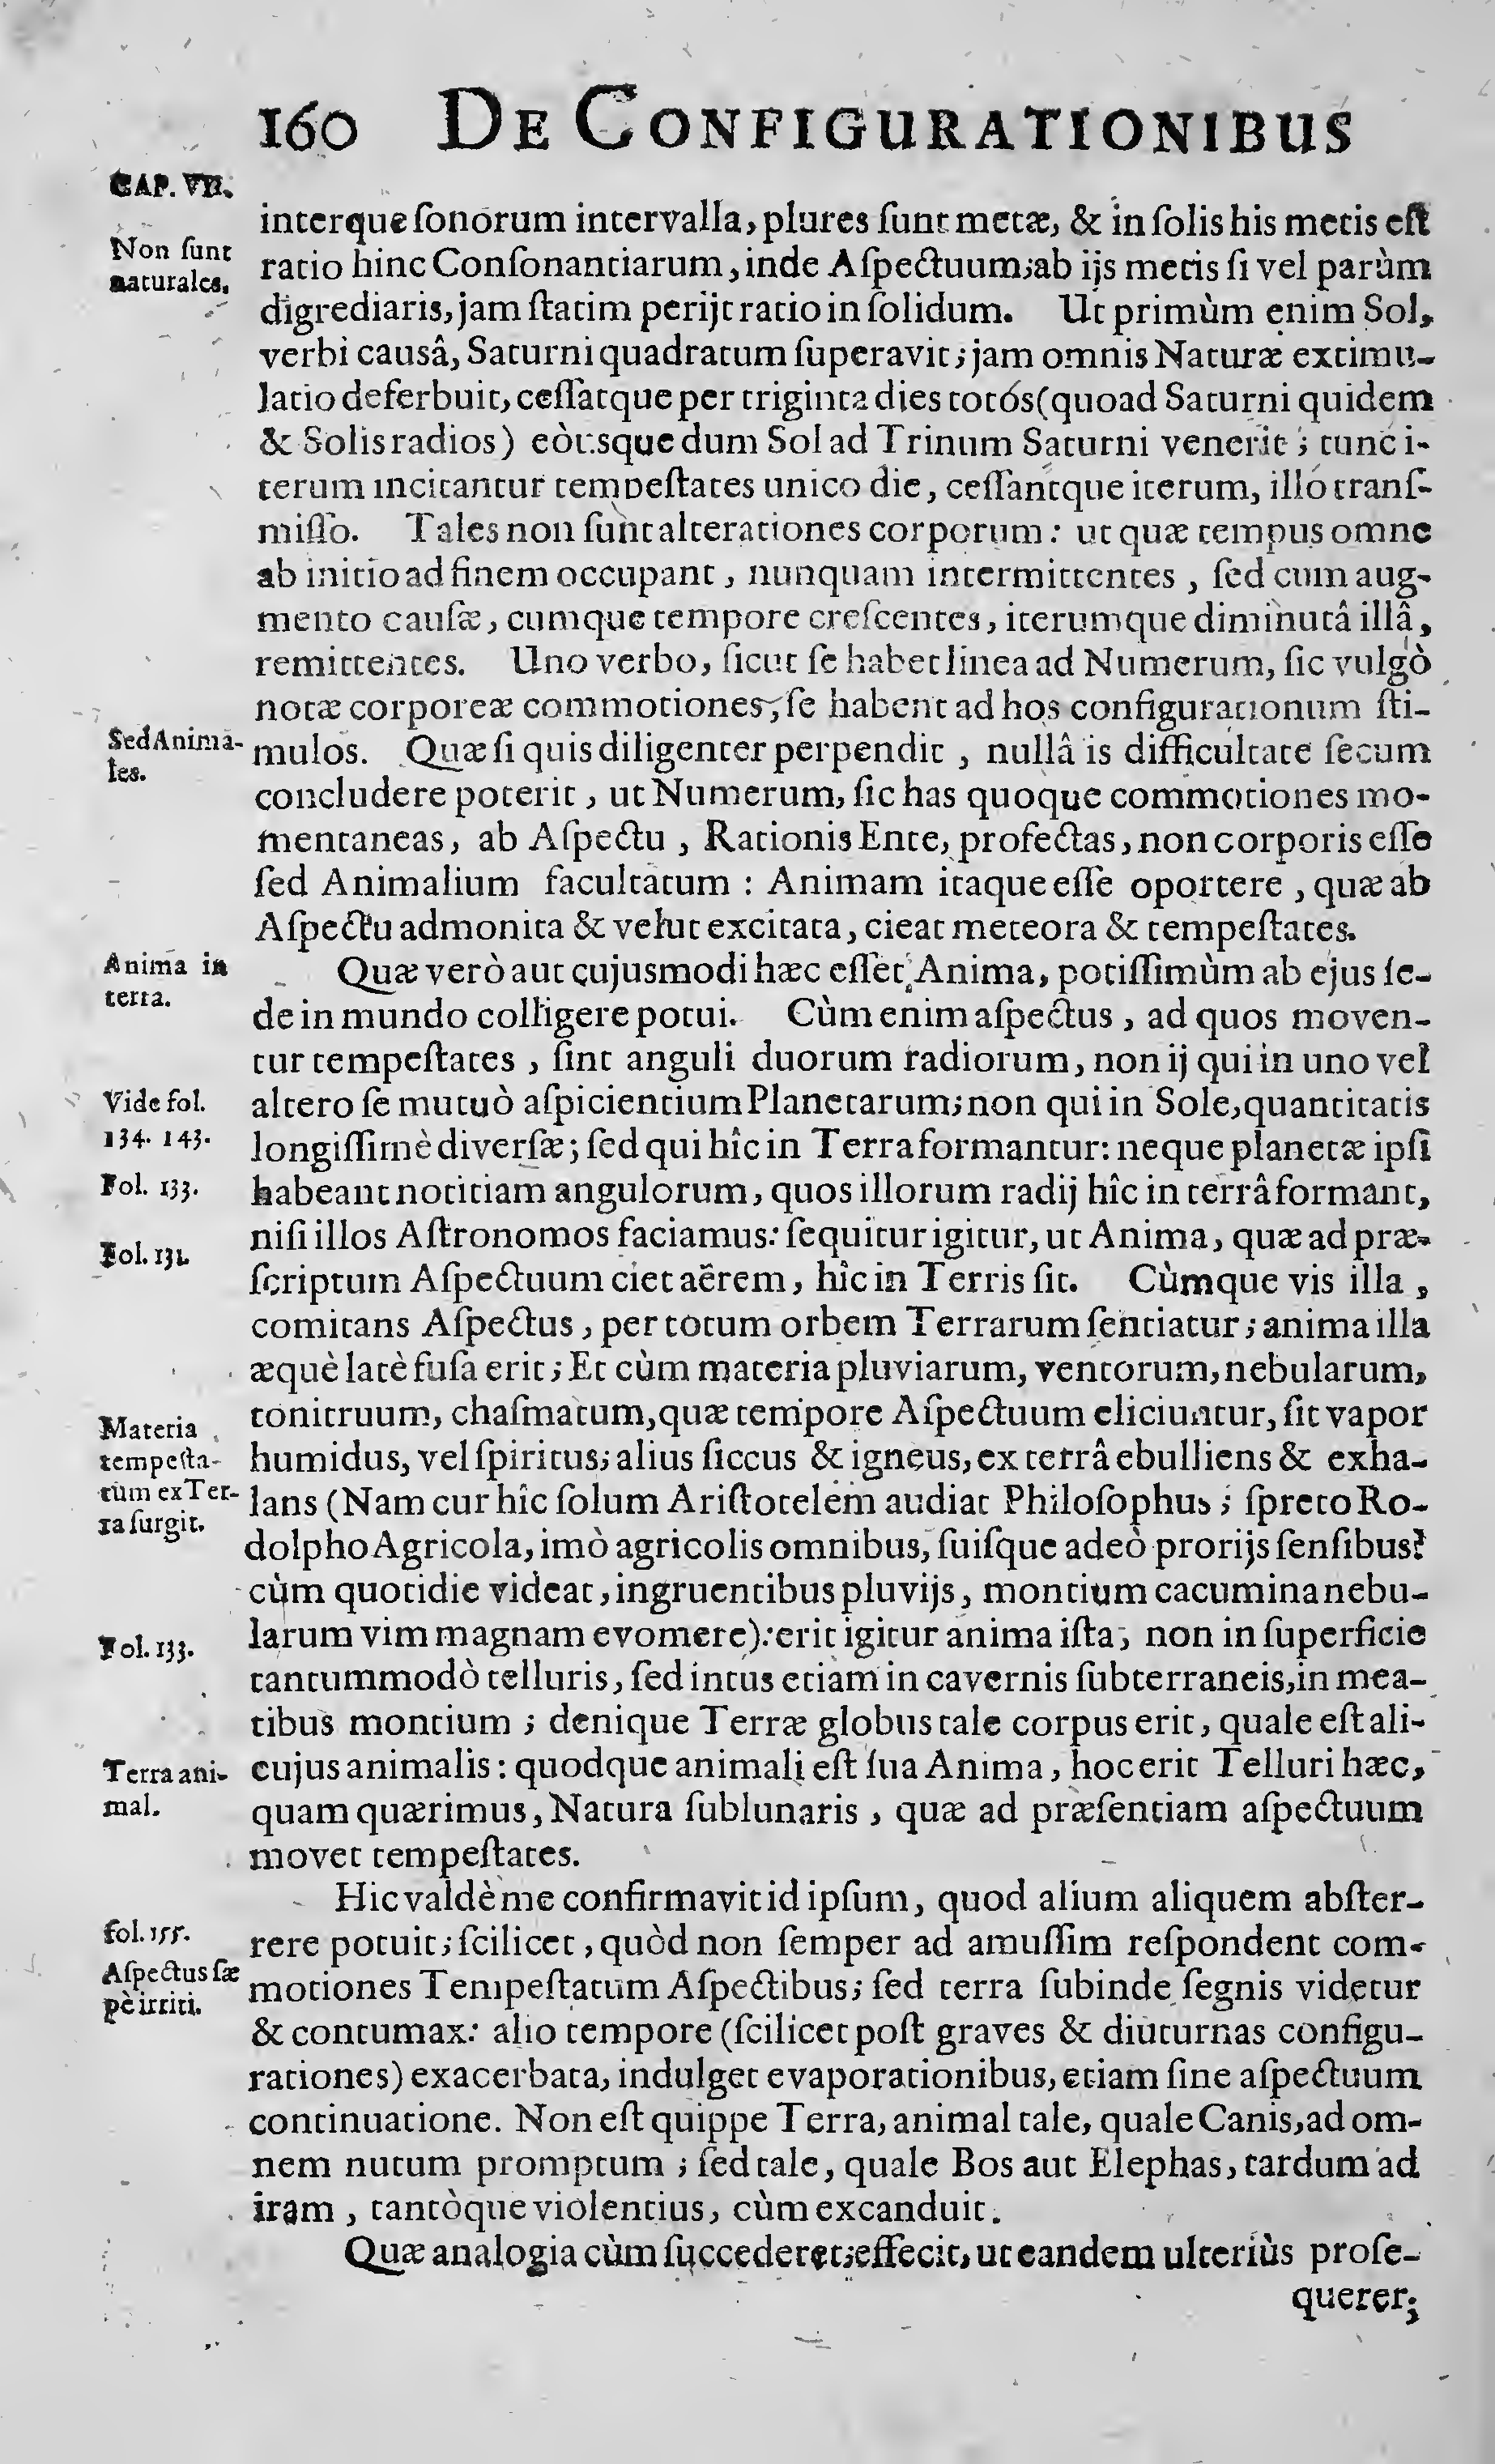 160 DE CONFIGURATIONIBUS
CAP. VII.
interque ſonorum intervalla, plures ſunt metæ, & in ſolis his metis eſt
Non ſunt
naturales.
ratio hinc Conſonantiarum, inde Aſpectuum; ab ijs metis ſi vel parùm
digrediaris, jam ſtatim perijt ratio in ſolidum. Ut primùm enim Sol,
verbi causâ, Saturni quadratum ſuperavit; jam omnis Naturæ extimu-
latio deferbuit, ceſſatque per triginta dies totós (quoad Saturni quidem
& Solis radios) eòusque dum Sol ad Trinum Saturni venerit; tunc i-
terum incitantur tempeſtates unico die, ceſſantque iterum, illó tranſ-
miſſo. Tales non ſunt alterationes corporum: ut quæ tempus omne
ab initio ad finem occupant, nunquam intermittentes, ſed cum aug-
mento cauſæ, cumque tempore creſcentes, iterumque diminutâ illâ,
remittentes. Uno verbo, ſicut ſe habet linea ad Numerum, ſic vulgò
notæ corporeæ commotiones, ſe habent ad hos configurationum ſti-
Sed Anima-
les.
mulos. Quæ ſi quis diligenter perpendit, nullâ is difficultate ſecum
concludere poterit, ut Numerum, ſic has quoque commotiones mo-
mentaneas, ab Aſpectu, Rationis Ente, profectas, non corporis eſſe
ſed Animalium facultatum: Animam itaque eſſe oportere, quæ ab
Aſpectu admonita & velut excitata, cieat meteora & tempeſtates.
Anima in
terra.
Quæ verò aut cujusmodi hæc eſſet Anima, potiſſimùm ab ejus ſe-
de in mundo colligere potui. Cùm enim aſpectus, ad quos moven-
tur tempeſtates, ſint anguli duorum radiorum, non ij qui in uno vel
Vide fol.
134. 143.
altero ſe mutuò aſpicientium Planetarum; non qui in Sole, quantitatis
longiſſimè diverſæ; ſed qui hîc in Terra formantur: neque planetæ ipſi
Fol. 133.
habeant notitiam angulorum, quos illorum radij hîc in terrâ formant,
Fol. 131.
niſi illos Aſtronomos faciamus: ſequitur igitur, ut Anima, quæ ad præ-
ſcriptum Aſpectuum ciet aërem, hîc in Terris ſit. Cùmque vis illa,
comitans Aſpectus, per totum orbem Terrarum ſentiatur; anima illa
æquè latè fuſa erit; Et cùm materia pluviarum, ventorum, nebularum,
Materia
tempeſta-
tum ex Ter-
ra ſurgit.
tonitruum, chaſmatum, quæ tempore Aſpectuum eliciuntur, ſit vapor
humidus, vel ſpiritus; alius ſiccus & igneus, ex terrâ ebulliens & exha-
lans (Nam cur hîc ſolum Ariſtotelem audiat Philoſophus; ſpreto Ro-
dolpho Agricola, imò agricolis omnibus, ſuiſque adeò prorijs ſenſibus?
cùm quotidie videat, ingruentibus pluvijs, montium cacumina nebu-
Fol. 133.
larum vim magnam evomere): erit igitur anima iſta, non in ſuperficie
tantummodò telluris, ſed intus etiam in cavernis ſubterraneis, in mea-
tibus montium; denique Terræ globus tale corpus erit, quale eſt ali-
Terra ani-
mal.
cujus animalis: quodque animali eſt ſua Anima, hoc erit Telluri hæc,
quam quærimus, Natura ſublunaris, quæ ad præſentiam aſpectuum
movet tempeſtates.
Hic valdè me confirmavit id ipſum, quod alium aliquem abſter-
fol. 155.
Aſpectus ſæ
pè irriti.
rere potuit; ſcilicet, quòd non ſemper ad amuſſim reſpondent com-
motiones Tempeſtatum Aſpectibus; ſed terra ſubinde ſegnis videtur
& contumax: alio tempore (ſcilicet poſt graves & diuturnas configu-
rationes) exacerbata, indulget evaporationibus, etiam ſine aſpectuum
continuatione. Non eſt quippe Terra, animal tale, quale Canis, ad om-
nem nutum promptum; ſed tale, quale Bos aut Elephas, tardum ad
iram, tantòque violentius, cùm excanduit.
Quæ analogia cùm ſuccederet; effecit, ut eandem ulteriùs proſe-
querer;